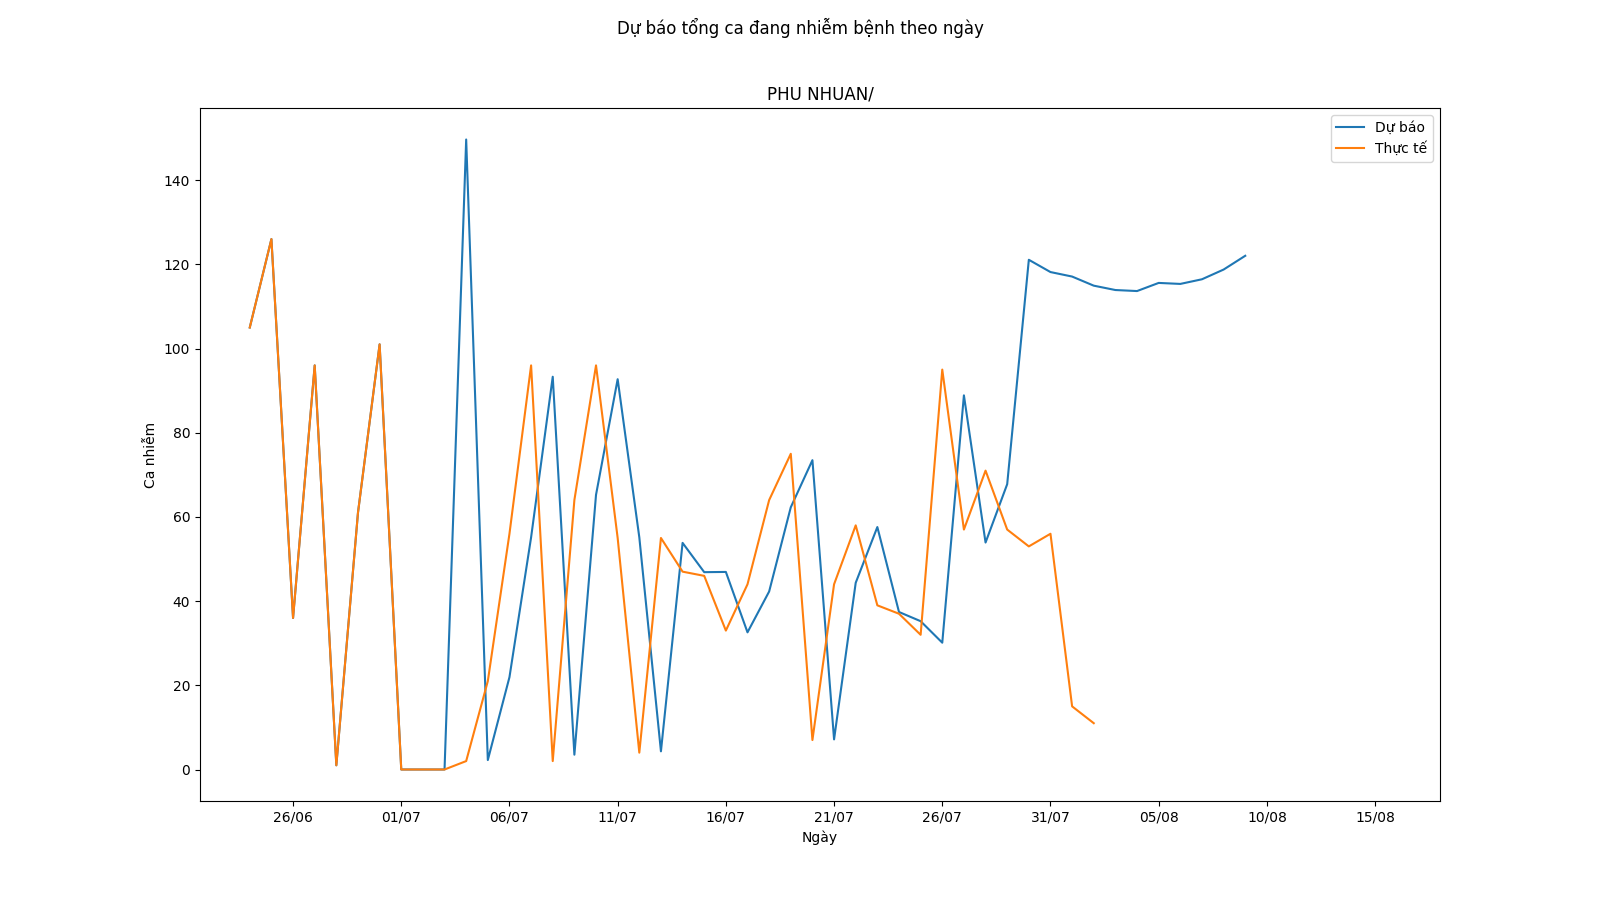 Dự báo tổng ca đang nhiễm bệnh theo ngày
PHU NHUAN/
Dự báo
Thực tế
140
120
100
80
60
40
20
0
Ca nhiễm
26/06 01/07 06/07 11/07 16/07 21/07 26/07 31/07 05/08 10/08 15/08
Ngày